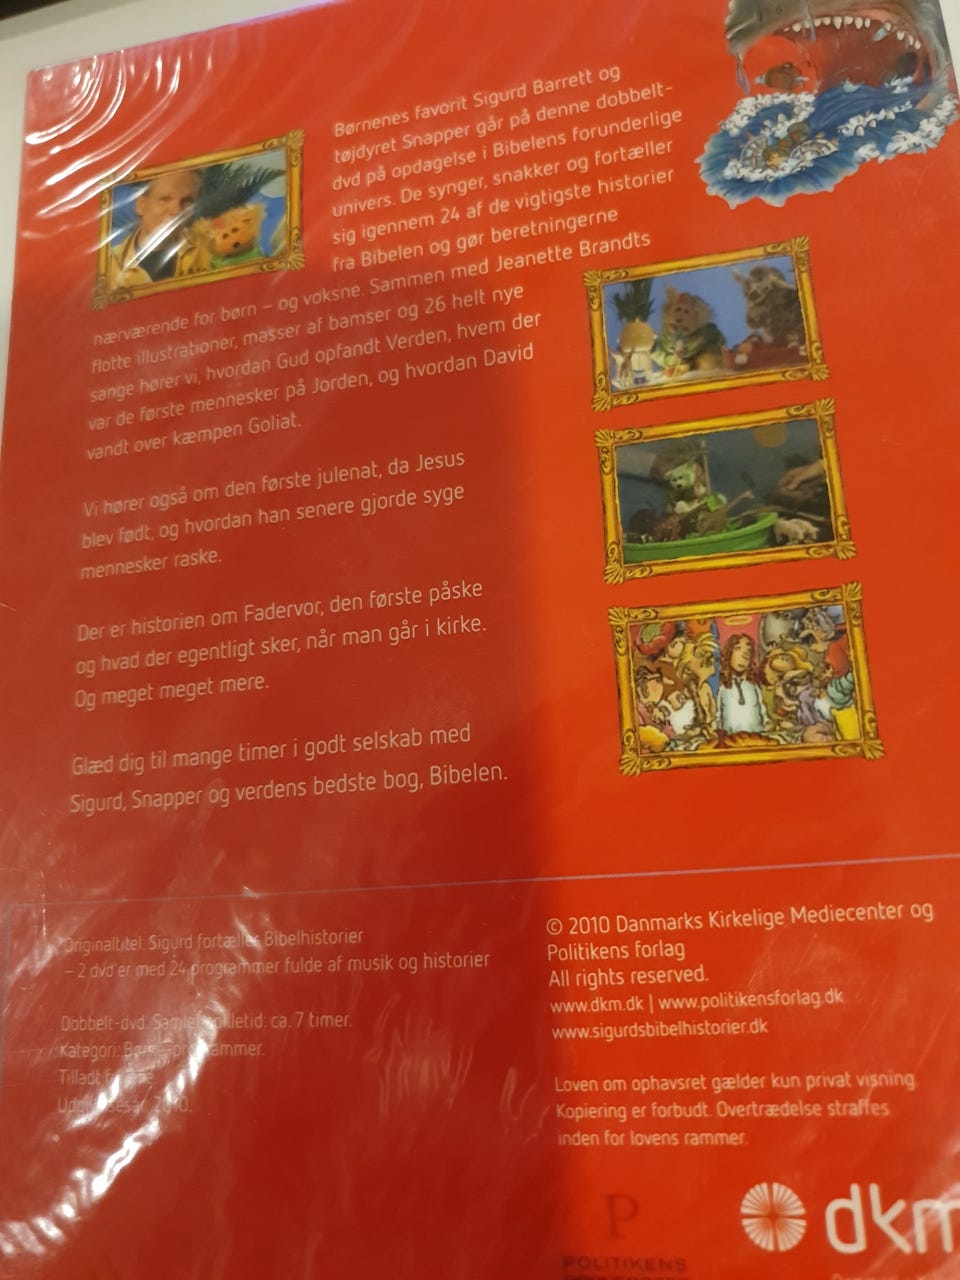 Børnenes favorit Sigurd Barrett og
tøjdyret Snapper går på denne dobbelt-
dvd på opdagelse i Bibelens forunderlige
univers. De synger, snakker og fortæller
sig igennem 24 af de vigtigste historier
fra Bibelen og gør beretningerne
nærværende for børn – og voksne. Sammen med Jeanette Brandts
flotte illustrationer, masser af bamser og 26 helt nye
sange hører vi, hvordan Gud opfandt Verden, hvem der
var de første mennesker på Jorden, og hvordan David
vandt over kæmpen Goliat.
Vi hører også om den første julenat, da Jesus
blev født, og hvordan han senere gjorde syge
mennesker raske.
Der er historien om Fadervor, den første påske
og hvad der egentligt sker, når man går i kirke.
Og meget meget mere.
Glæd dig til mange timer i godt selskab med
Sigurd, Snapper og verdens bedste bog, Bibelen.
Originaltitel: Sigurd fortæller Bibelhistorier
– 2 dvd'er med 24 programmer fulde af musik og historier
Dobbelt-dvd. Samlet spilletid: ca. 7 timer.
Kategori: Børneprogrammer.
Tilladt for alle.
Udgivelsesår: 2010.
© 2010 Danmarks Kirkelige Mediecenter og
Politikens forlag
All rights reserved.
www.dkm.dk | www.politikensforlag.dk
www.sigurdsbibelhistorier.dk
Loven om ophavsret gælder kun privat visning.
Kopiering er forbudt. Overtrædelse straffes
inden for lovens rammer.
P
POLITIKENS
dkm